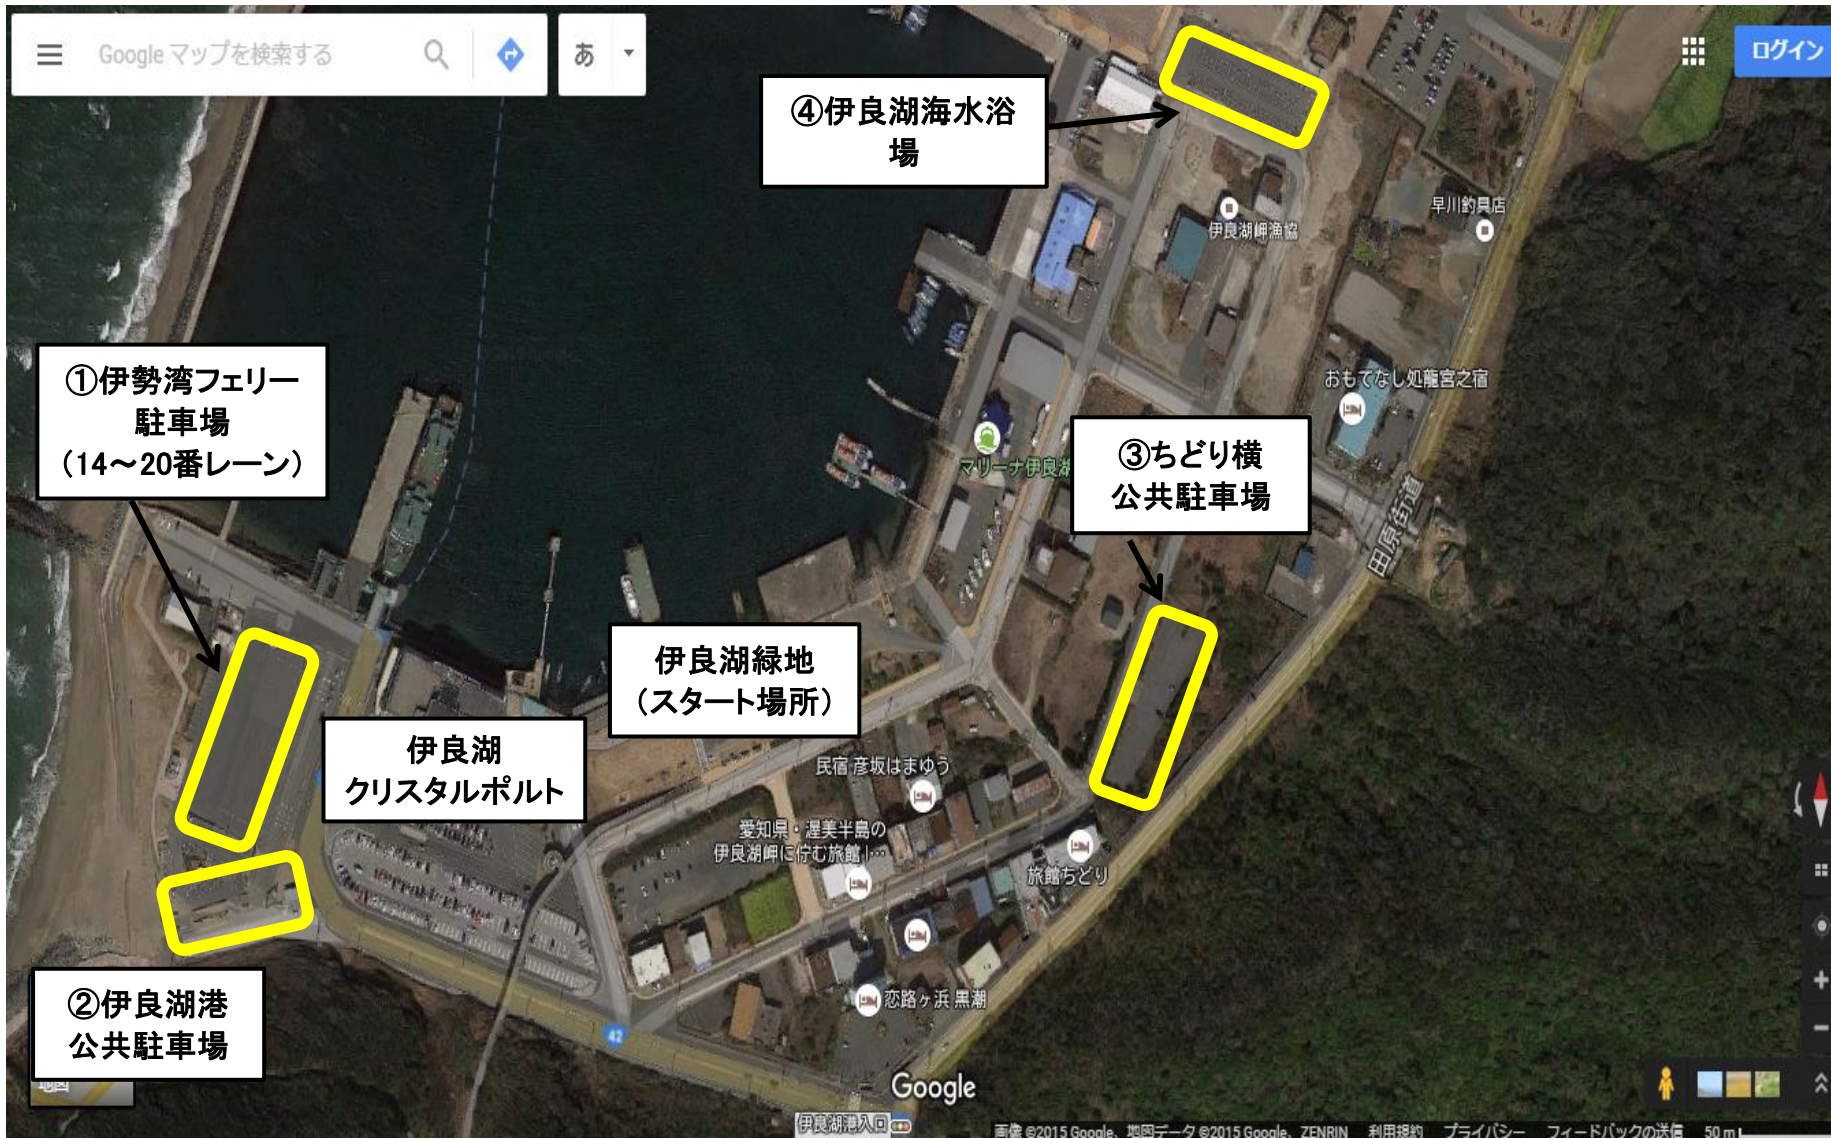 Google マップを検索する
あ
ログイン
④伊良湖海水浴
場
早川釣具店
伊良湖岬漁協
①伊勢湾フェリー
駐車場
（14～20番レーン）
おもてなし処龍宮之宿
マリーナ伊良湖
③ちどり横
公共駐車場
田原街道
伊良湖緑地
（スタート場所）
伊良湖
クリスタルポルト
民宿 彦坂はまゆう
愛知県・渥美半島の
伊良湖岬に佇む旅館 |…
旅館ちどり
恋路ヶ浜 黒潮
②伊良湖港
公共駐車場
42
地図
Google
伊良湖港入口
画像 ©2015 Google、地図データ ©2015 Google、ZENRIN 利用規約 プライバシー フィードバックの送信 50 m